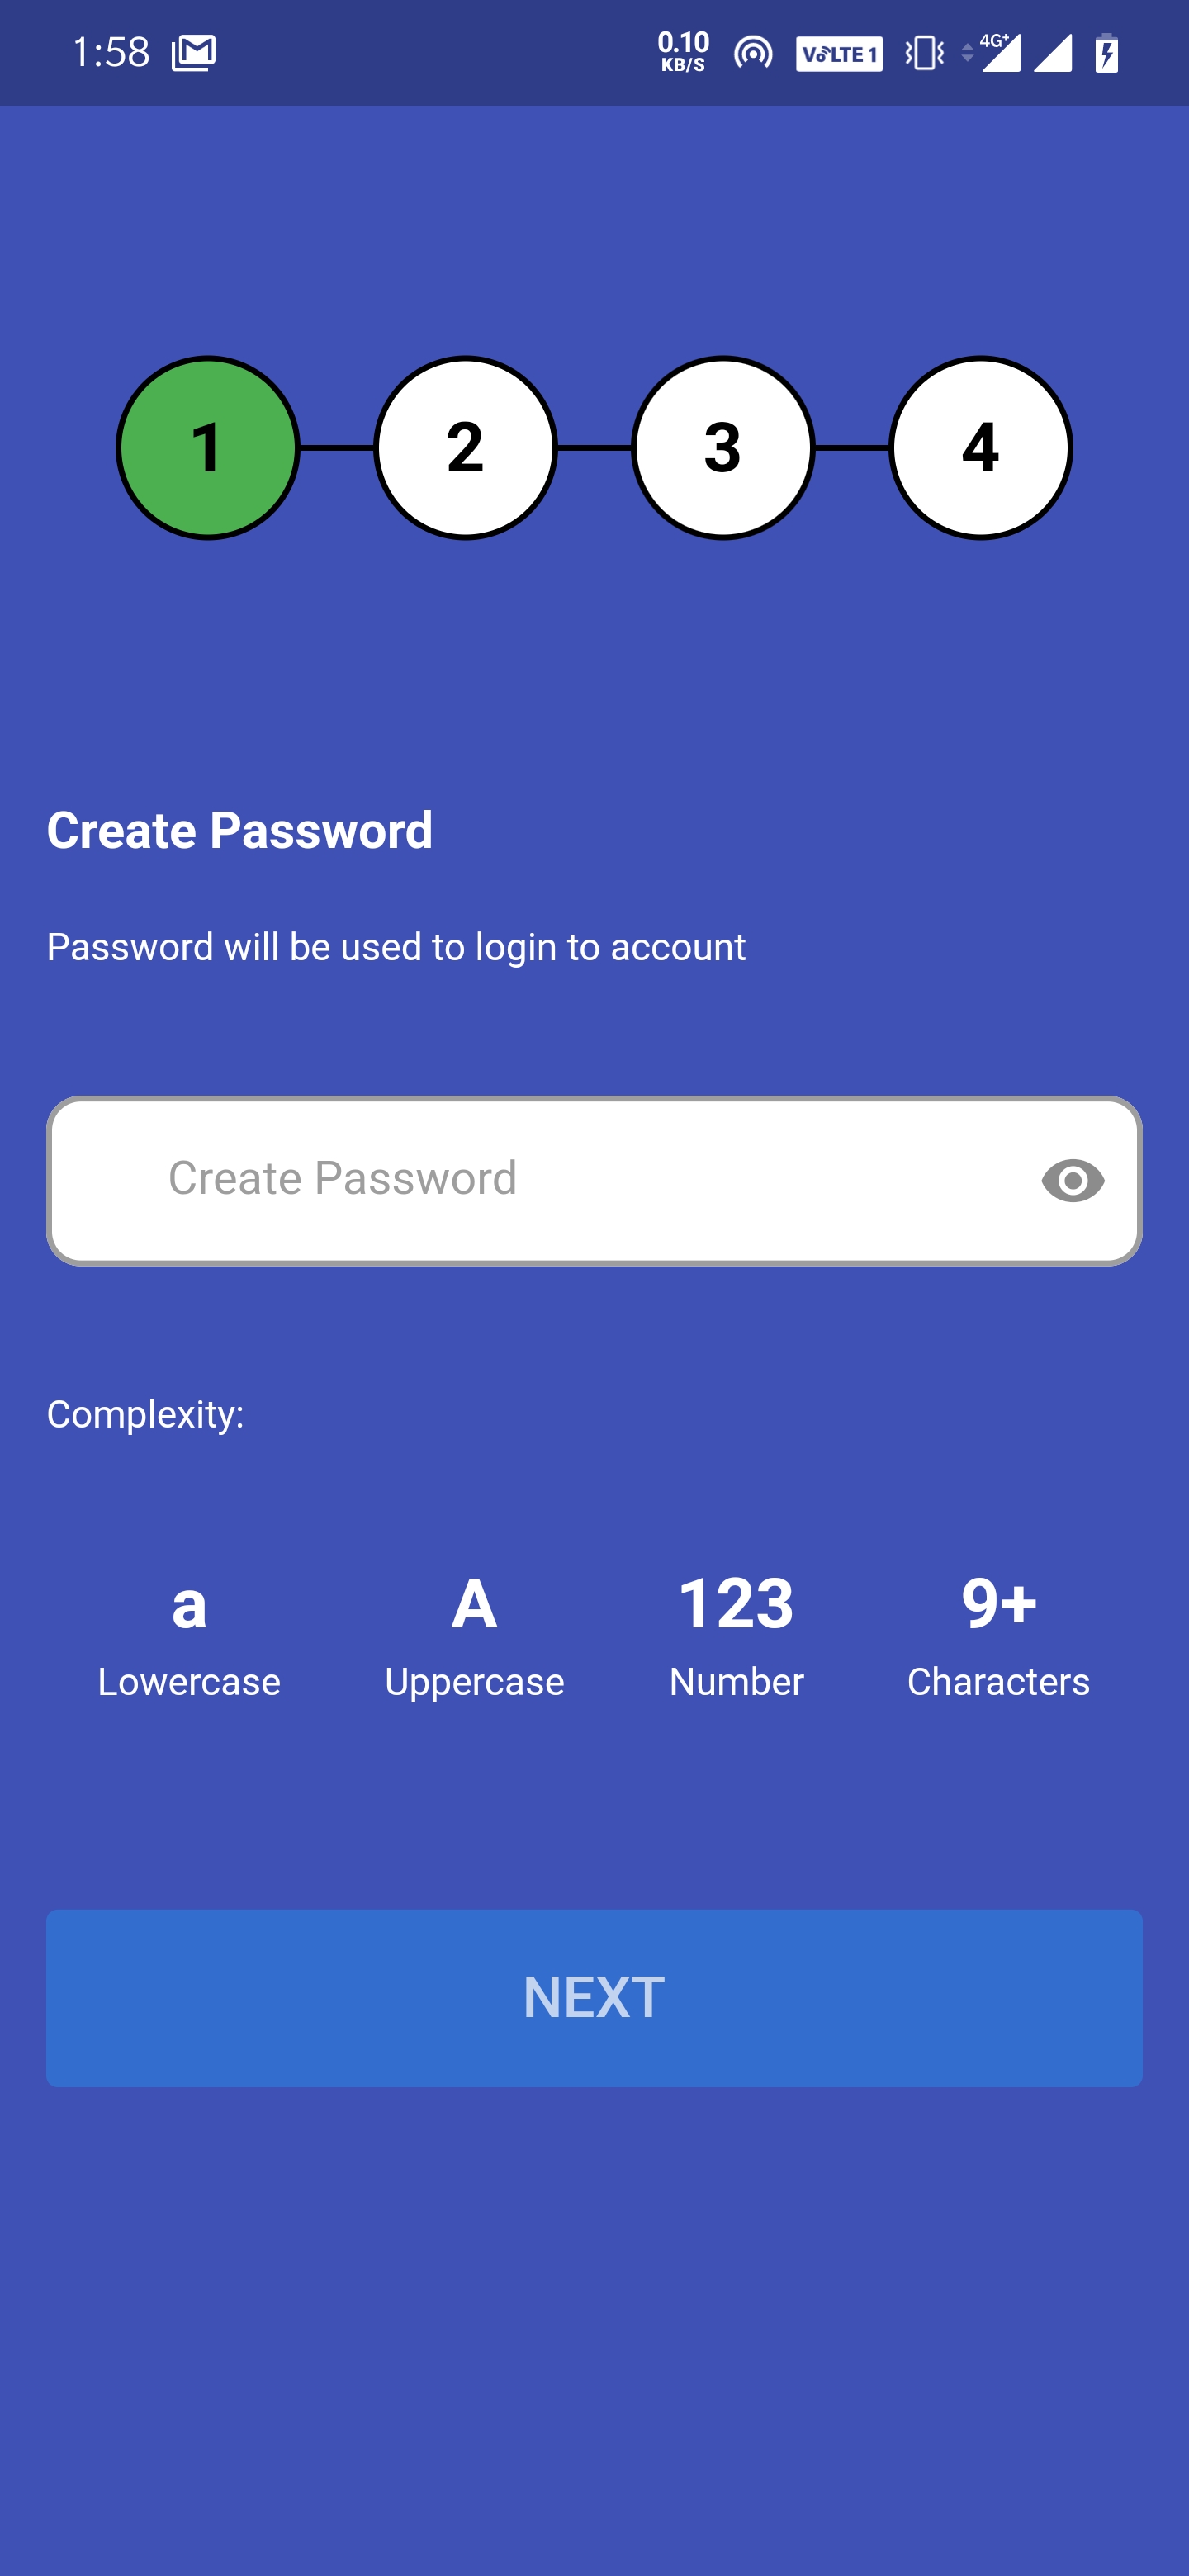 1:58 0.10 KB/S VoLTE 1 4G+
1 2 3 4
Create Password
Password will be used to login to account
Create Password
Complexity:
a A 123 9+
Lowercase Uppercase Number Characters
NEXT